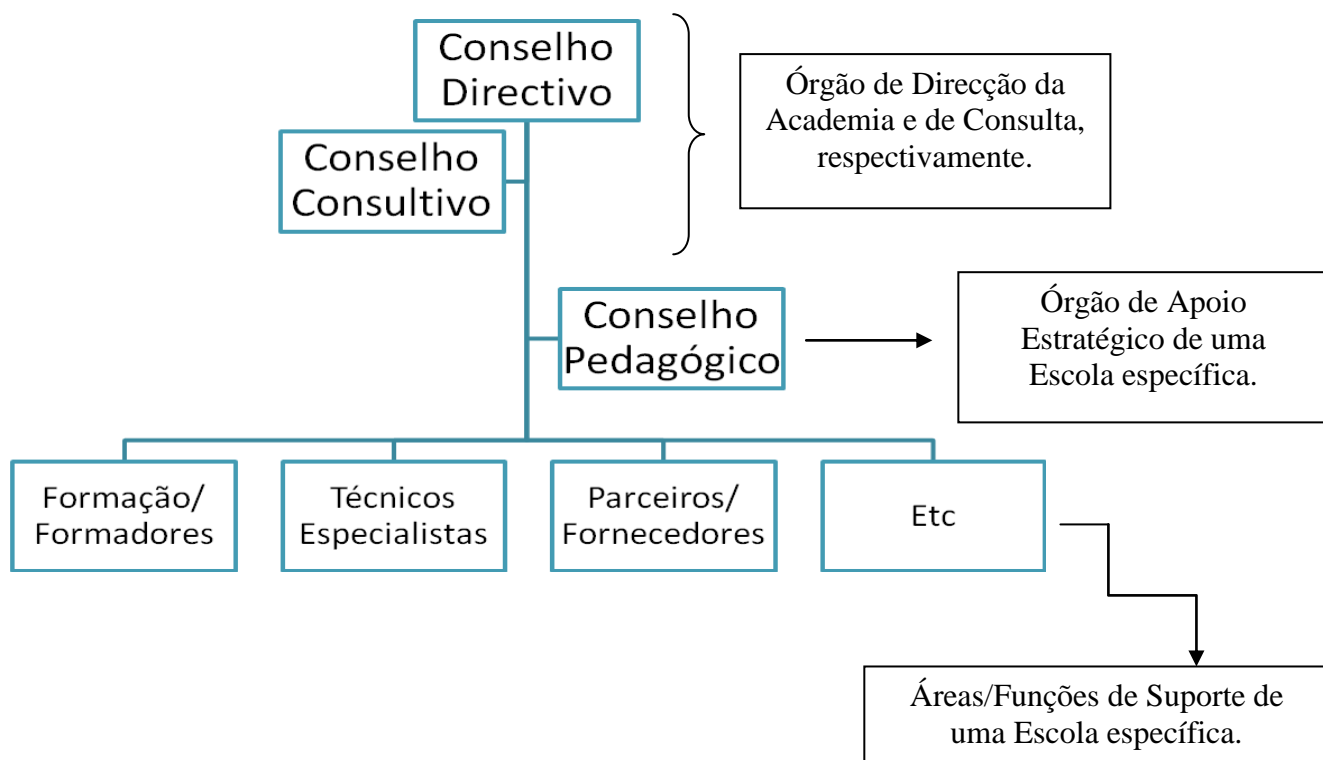 Conselho
Directivo
Órgão de Direcção da
Academia e de Consulta,
respectivamente.
Conselho
Consultivo
Conselho
Pedagógico
Órgão de Apoio
Estratégico de uma
Escola específica.
Formação/
Formadores
Técnicos
Especialistas
Parceiros/
Fornecedores
Etc
Áreas/Funções de Suporte de
uma Escola específica.